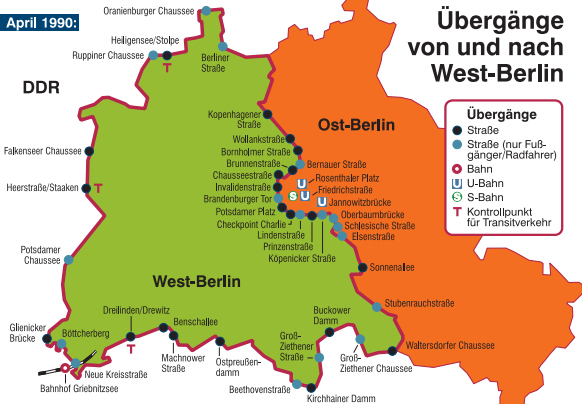 April 1990:
Übergänge
von und nach
West-Berlin
Übergänge
Straße
Straße (nur Fuß-
gänger/Radfahrer)
Bahn
U-Bahn
S-Bahn
Kontrollpunkt
für Transitverkehr
DDR
Ost-Berlin
West-Berlin
Oranienburger Chaussee
Heiligensee/Stolpe
Ruppiner Chaussee
Berliner
Straße
Kopenhagener
Straße
Wollankstraße
Bornholmer Straße
Brunnenstraße
Bernauer Straße
Chausseestraße
Rosenthaler Platz
Invalidenstraße
Friedrichstraße
Brandenburger Tor
Jannowitzbrücke
Potsdamer Platz
Oberbaumbrücke
Checkpoint Charlie
Schlesische Straße
Lindenstraße
Elsenstraße
Prinzenstraße
Köpenicker Straße
Sonnenallee
Falkenseer Chaussee
Heerstraße/Staaken
Potsdamer
Chaussee
Stubenrauchstraße
Dreilinden/Drewitz
Benschallee
Buckower
Damm
Glienicker
Brücke
Böttcherberg
Groß-
Ziethener
Straße
Groß-
Ziethener Chaussee
Waltersdorfer Chaussee
Machnower
Straße
Ostpreußen-
damm
Neue Kreisstraße
Bahnhof Griebnitzsee
Beethovenstraße
Kirchhainer Damm